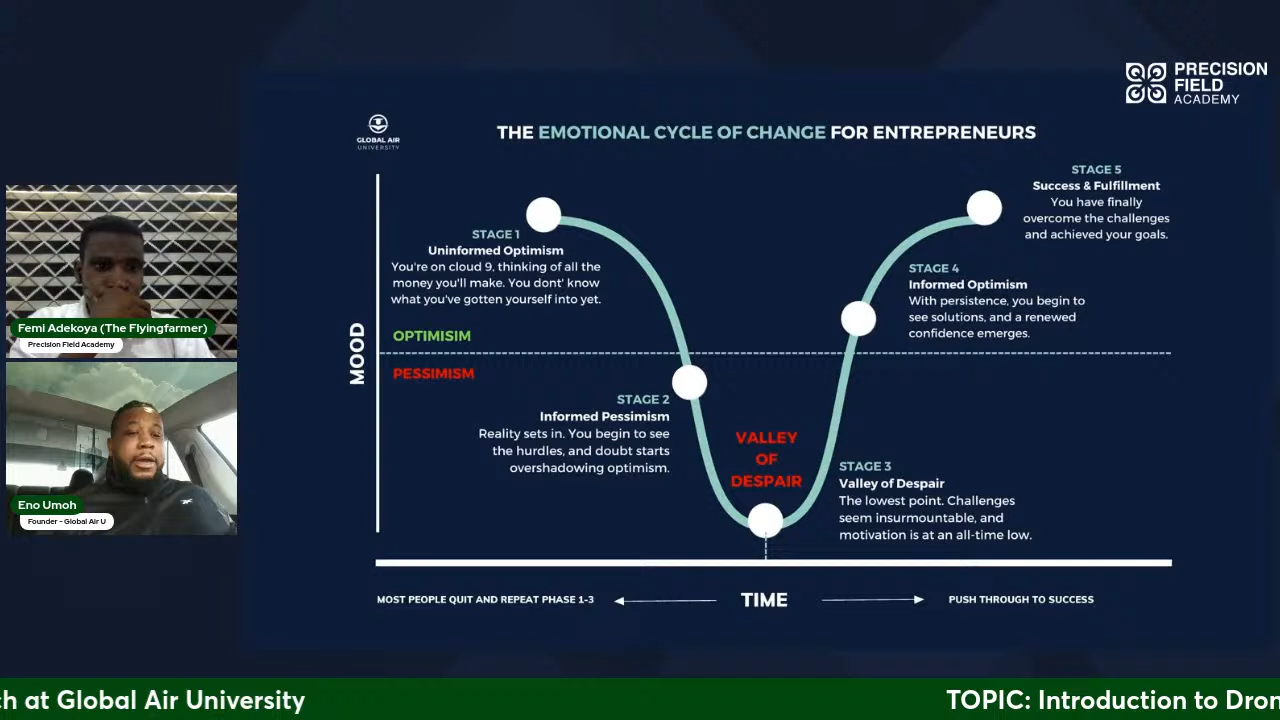 PRECISION
FIELD
ACADEMY
GLOBAL AIR
UNIVERSITY
THE EMOTIONAL CYCLE OF CHANGE FOR ENTREPRENEURS
STAGE 1
Uninformed Optimism
You're on cloud 9, thinking of all the
money you'll make. You dont' know
what you've gotten yourself into yet.
STAGE 5
Success & Fulfillment
You have finally
overcome the challenges
and achieved your goals.
STAGE 4
Informed Optimism
With persistence, you begin to
see solutions, and a renewed
confidence emerges.
MOOD
OPTIMISIM
PESSIMISM
STAGE 2
Informed Pessimism
Reality sets in. You begin to see
the hurdles, and doubt starts
overshadowing optimism.
VALLEY
OF
DESPAIR
STAGE 3
Valley of Despair
The lowest point. Challenges
seem insurmountable, and
motivation is at an all-time low.
MOST PEOPLE QUIT AND REPEAT PHASE 1-3
TIME
PUSH THROUGH TO SUCCESS
Femi Adekoya (The Flyingfarmer)
Precision Field Academy
Eno Umoh
Founder - Global Air U
ch at Global Air University
TOPIC: Introduction to Dron